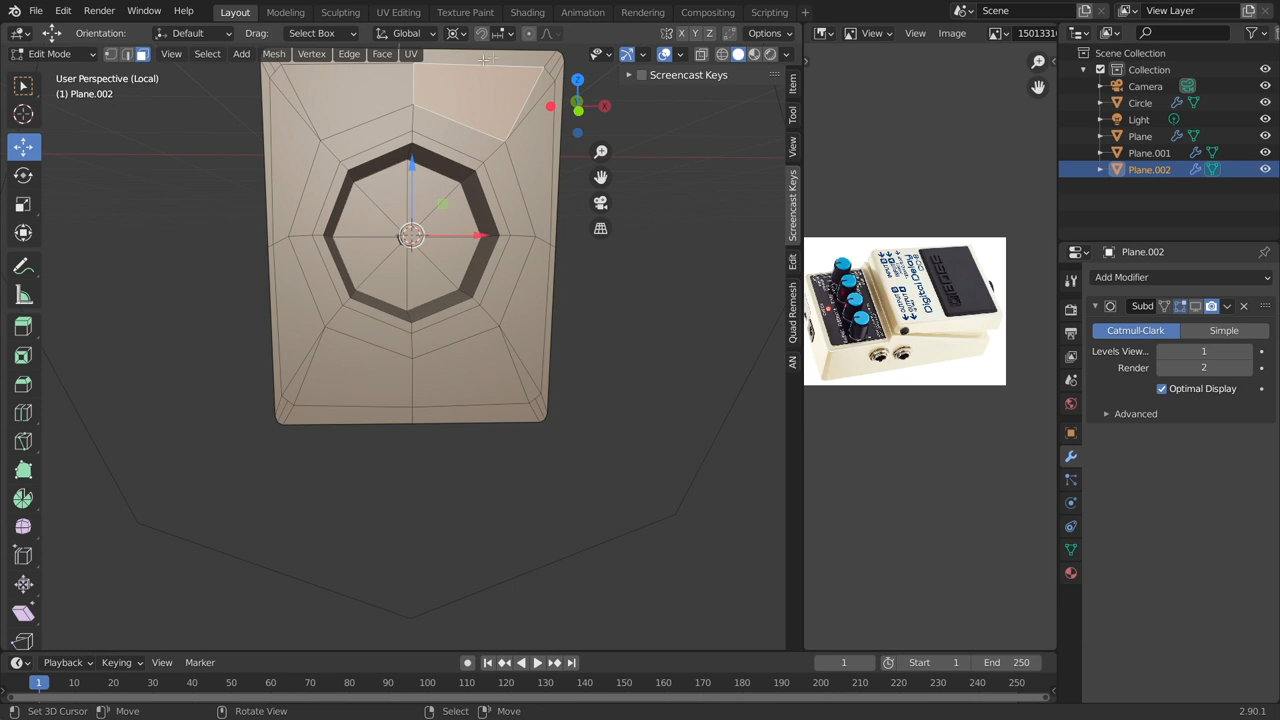 File Edit Render Window Help Layout Modeling Sculpting UV Editing Texture Paint Shading Animation Rendering Compositing Scripting + Scene View Layer
Orientation: Default Drag: Select Box Global X Y Z Options View Image 1501331
Edit Mode View Select Add Mesh Vertex Edge Face UV
User Perspective (Local)
(1) Plane.002
Screencast Keys
Z
X
Item
Tool
View
Screencast Keys
Edit
Quad Remesh
AN
Digital Delay
Scene Collection
Collection
Camera
Circle
Light
Plane
Plane.001
Plane.002
Plane.002
Add Modifier
Subd
Catmull-Clark Simple
Levels View... 1
Render 2
Optimal Display
Advanced
Playback Keying View Marker 1 Start 1 End 250
1 10 20 30 40 50 60 70 80 90 100 110 120 130 140 150 160 170 180 190 200 210 220 230 240 250
Set 3D Cursor Move Rotate View Select Move 2.90.1